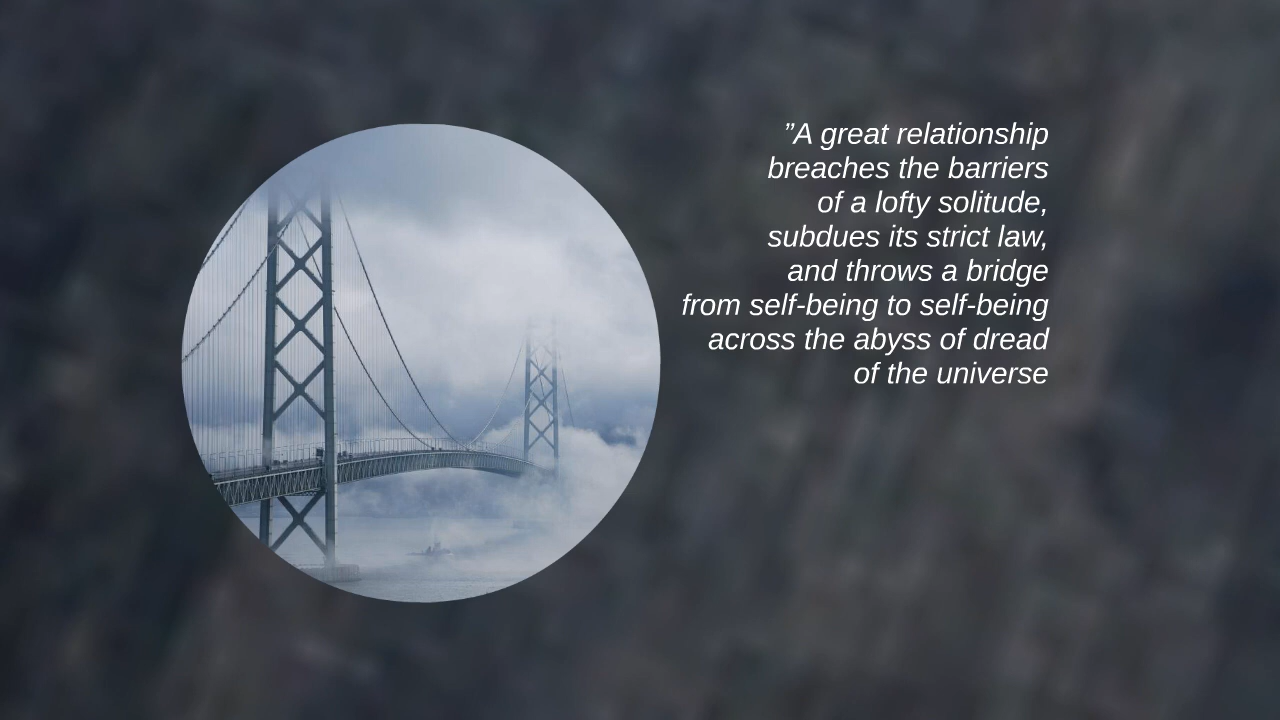 ”A great relationship
breaches the barriers
of a lofty solitude,
subdues its strict law,
and throws a bridge
from self-being to self-being
across the abyss of dread
of the universe